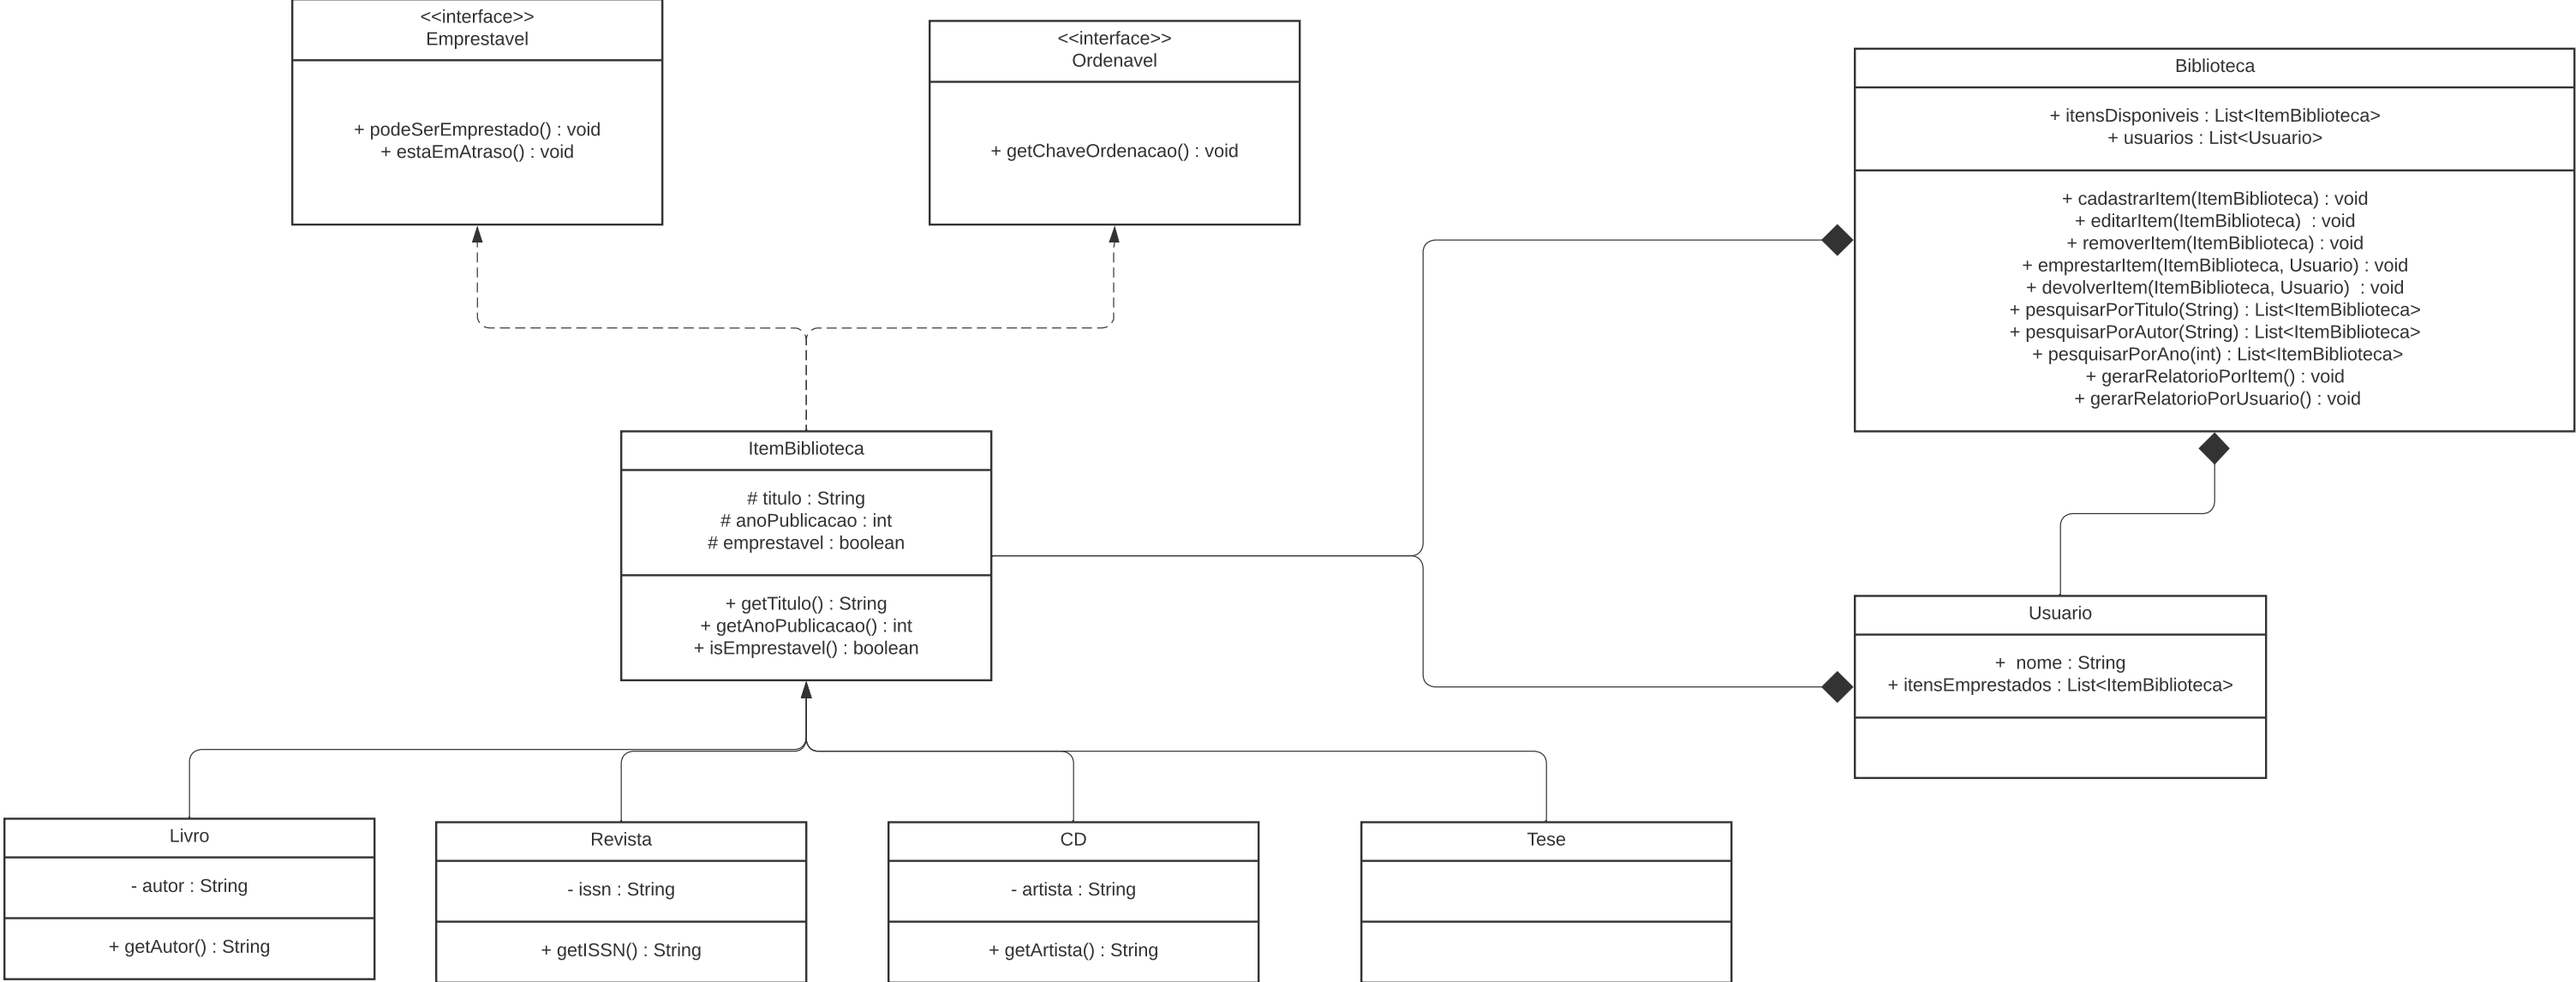 <<interface>>
Emprestavel
+ podeSerEmprestado() : void
+ estaEmAtraso() : void
<<interface>>
Ordenavel
+ getChaveOrdenacao() : void
Biblioteca
+ itensDisponiveis : List<ItemBiblioteca>
+ usuarios : List<Usuario>
+ cadastrarItem(ItemBiblioteca) : void
+ editarItem(ItemBiblioteca)  : void
+ removerItem(ItemBiblioteca) : void
+ emprestarItem(ItemBiblioteca, Usuario) : void
+ devolverItem(ItemBiblioteca, Usuario)  : void
+ pesquisarPorTitulo(String) : List<ItemBiblioteca>
+ pesquisarPorAutor(String) : List<ItemBiblioteca>
+ pesquisarPorAno(int) : List<ItemBiblioteca>
+ gerarRelatorioPorItem() : void
+ gerarRelatorioPorUsuario() : void
ItemBiblioteca
# titulo : String
# anoPublicacao : int
# emprestavel : boolean
+ getTitulo() : String
+ getAnoPublicacao() : int
+ isEmprestavel() : boolean
Usuario
+  nome : String
+ itensEmprestados : List<ItemBiblioteca>
Livro
- autor : String
+ getAutor() : String
Revista
- issn : String
+ getISSN() : String
CD
- artista : String
+ getArtista() : String
Tese